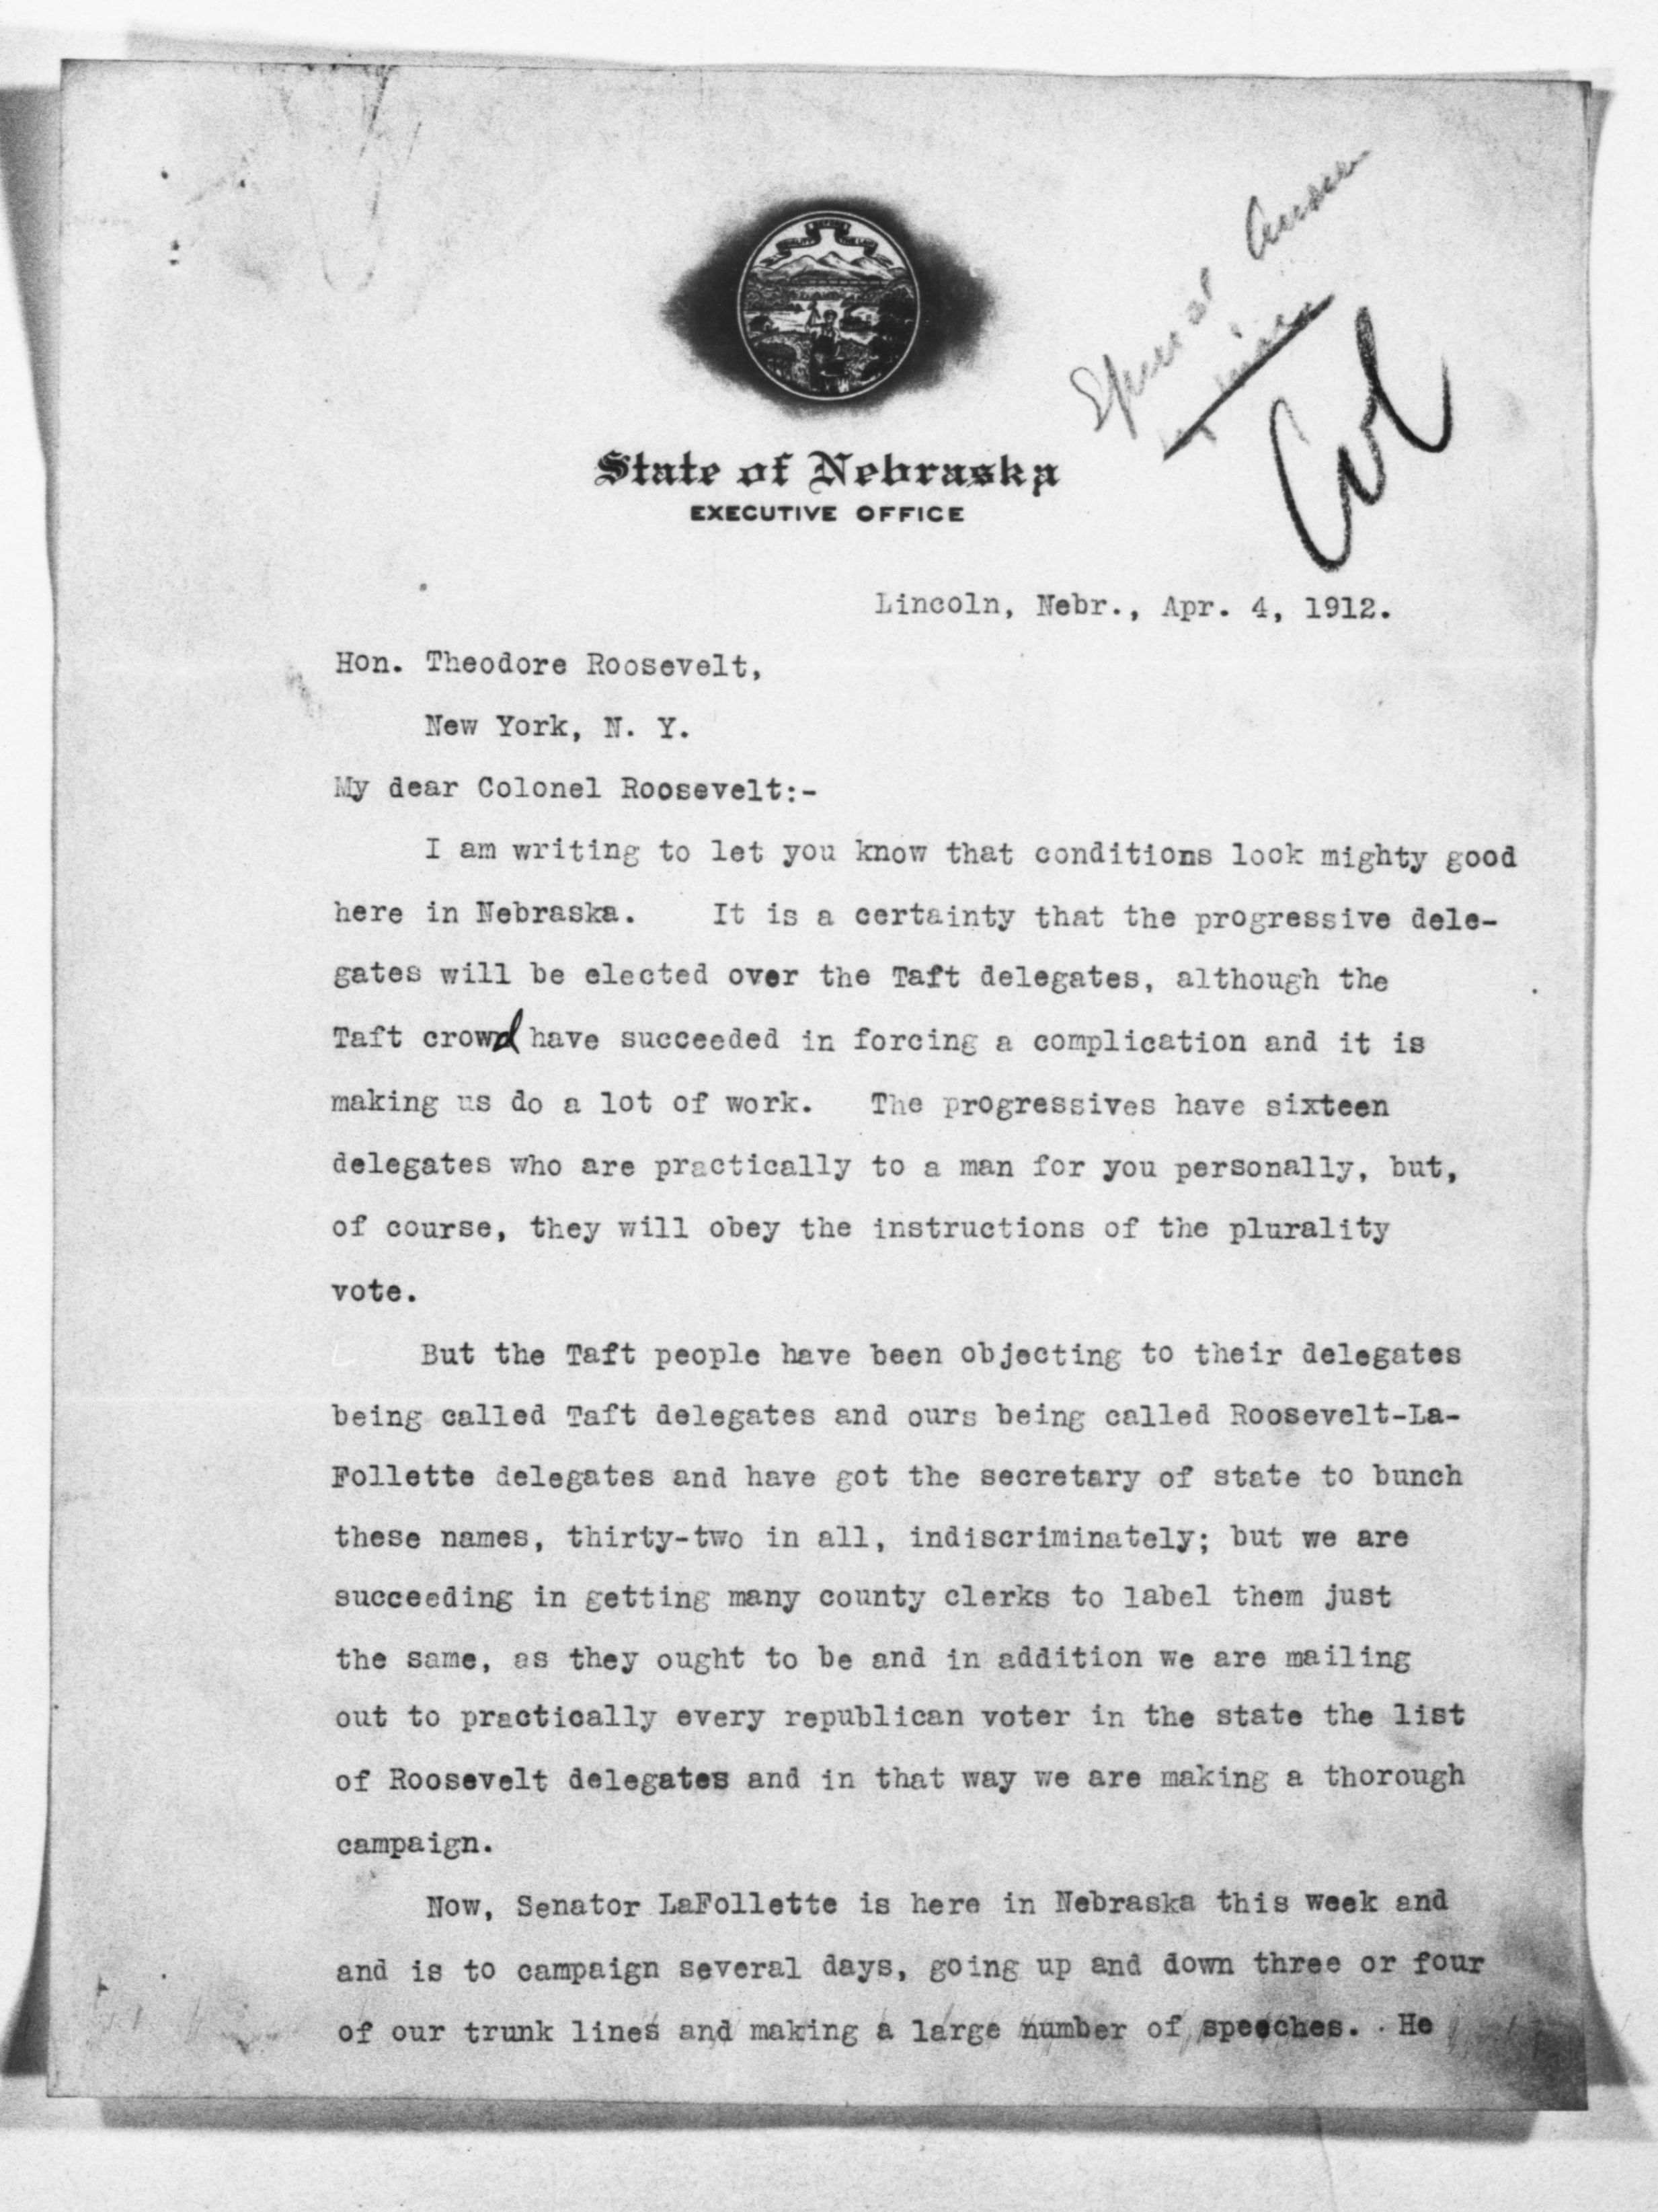 State of Nebraska
EXECUTIVE OFFICE
Lincoln, Nebr., Apr. 4, 1912.
Hon. Theodore Roosevelt,
New York, N. Y.
My dear Colonel Roosevelt:-
I am writing to let you know that conditions look mighty good
here in Nebraska. It is a certainty that the progressive dele-
gates will be elected over the Taft delegates, although the
Taft crowd have succeeded in forcing a complication and it is
making us do a lot of work. The progressives have sixteen
delegates who are practically to a man for you personally, but,
of course, they will obey the instructions of the plurality
vote.
But the Taft people have been objecting to their delegates
being called Taft delegates and ours being called Roosevelt-La-
Follette delegates and have got the secretary of state to bunch
these names, thirty-two in all, indiscriminately; but we are
succeeding in getting many county clerks to label them just
the same, as they ought to be and in addition we are mailing
out to practically every republican voter in the state the list
of Roosevelt delegates and in that way we are making a thorough
campaign.
Now, Senator LaFollette is here in Nebraska this week and
and is to campaign several days, going up and down three or four
of our trunk lines and making a large number of speeches. He